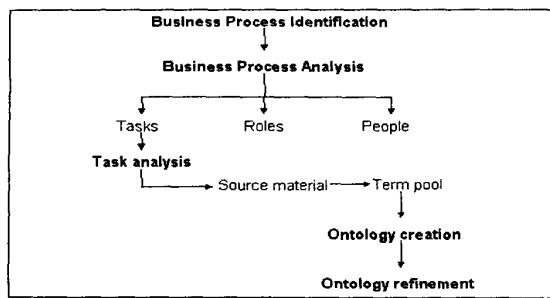 Business Process Identification
Business Process Analysis
Tasks Roles People
Task analysis
Source material Term pool
Ontology creation
Ontology refinement